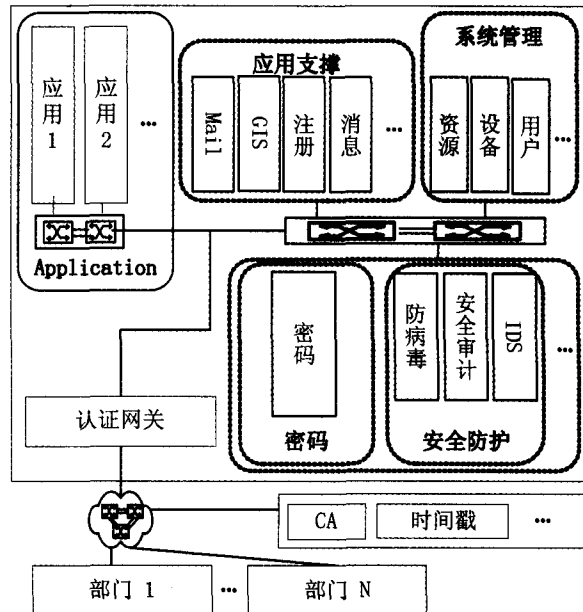 系统管理
应用支撑
应用1
应用2
...
Mail
GIS
注册
消息
...
资源
设备
用户
...
Application
密码
防病毒
安全审计
IDS
...
密码
安全防护
认证网关
CA
时间戳
...
部门 1
...
部门 N